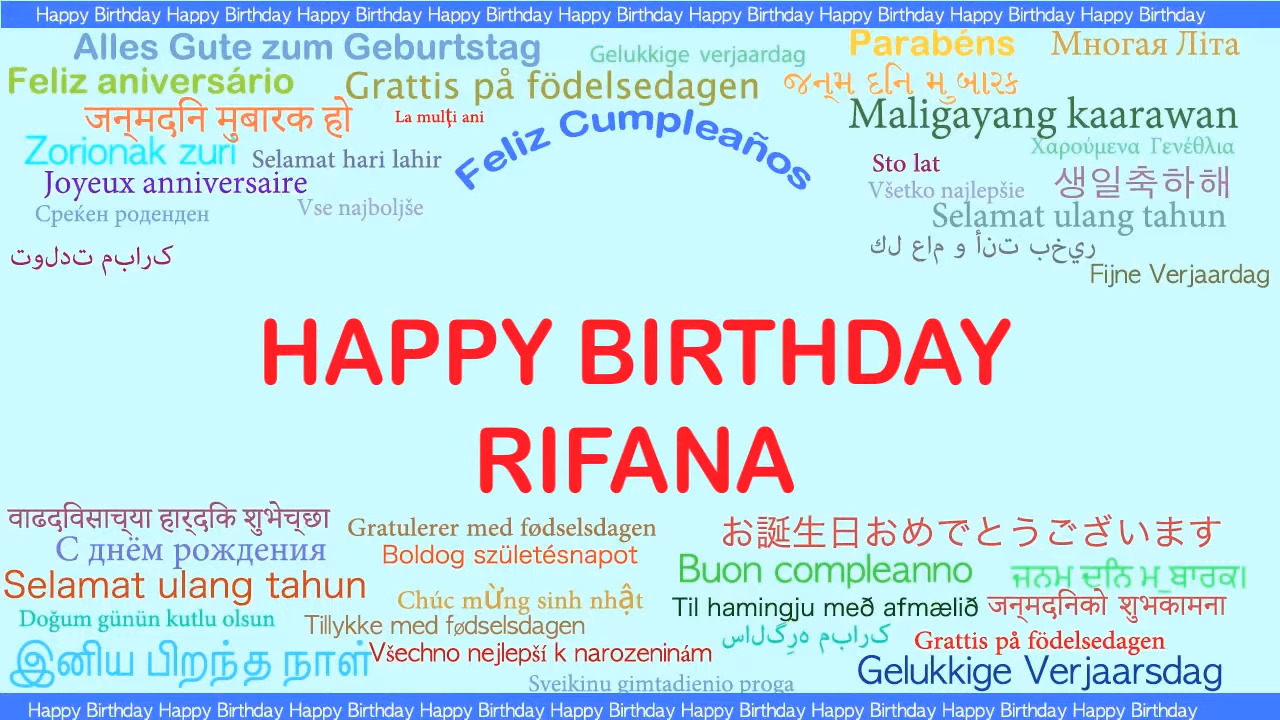 Happy Birthday Happy Birthday Happy Birthday Happy Birthday Happy Birthday Happy Birthday Happy Birthday Happy Birthday Happy Birthday
Alles Gute zum Geburtstag
Gelukkige verjaardag
Parabéns
Многая Літа
Feliz aniversário
Grattis på födelsedagen
જન્મ દિન મુબારક
जन्मदिन मुबारक हो
La mulţi ani
Feliz Cumpleaños
Maligayang kaarawan
Zorionak zuri
Selamat hari lahir
Χαρούμενα Γενέθλια
Sto lat
Joyeux anniversaire
Všetko najlepšie
생일축하해
Среќен роденден
Vse najboljše
Selamat ulang tahun
تולدت مبارک
كل عام و أنت بخير
Fijne Verjaardag
HAPPY BIRTHDAY
RIFANA
वाढदिवसाच्या हार्दिक शुभेच्छा
Gratulerer med fødselsdagen
お誕生日おめでとうございます
С днём рождения
Boldog születésnapot
Buon compleanno
ਜਨਮ ਦਿਨ ਮੁਬਾਰਕ।
Selamat ulang tahun
Chúc mừng sinh nhật
Til hamingju með afmælið
जन्मदिनको शुभकामना
Doğum günün kutlu olsun
Tillykke med fødselsdagen
سالگرہ مبارک
Grattis på födelsedagen
இனிய பிறந்த நாள்
Všechno nejlepší k narozeninám
Gelukkige Verjaarsdag
Sveikinu gimtadienio proga
Happy Birthday Happy Birthday Happy Birthday Happy Birthday Happy Birthday Happy Birthday Happy Birthday Happy Birthday Happy Birthday